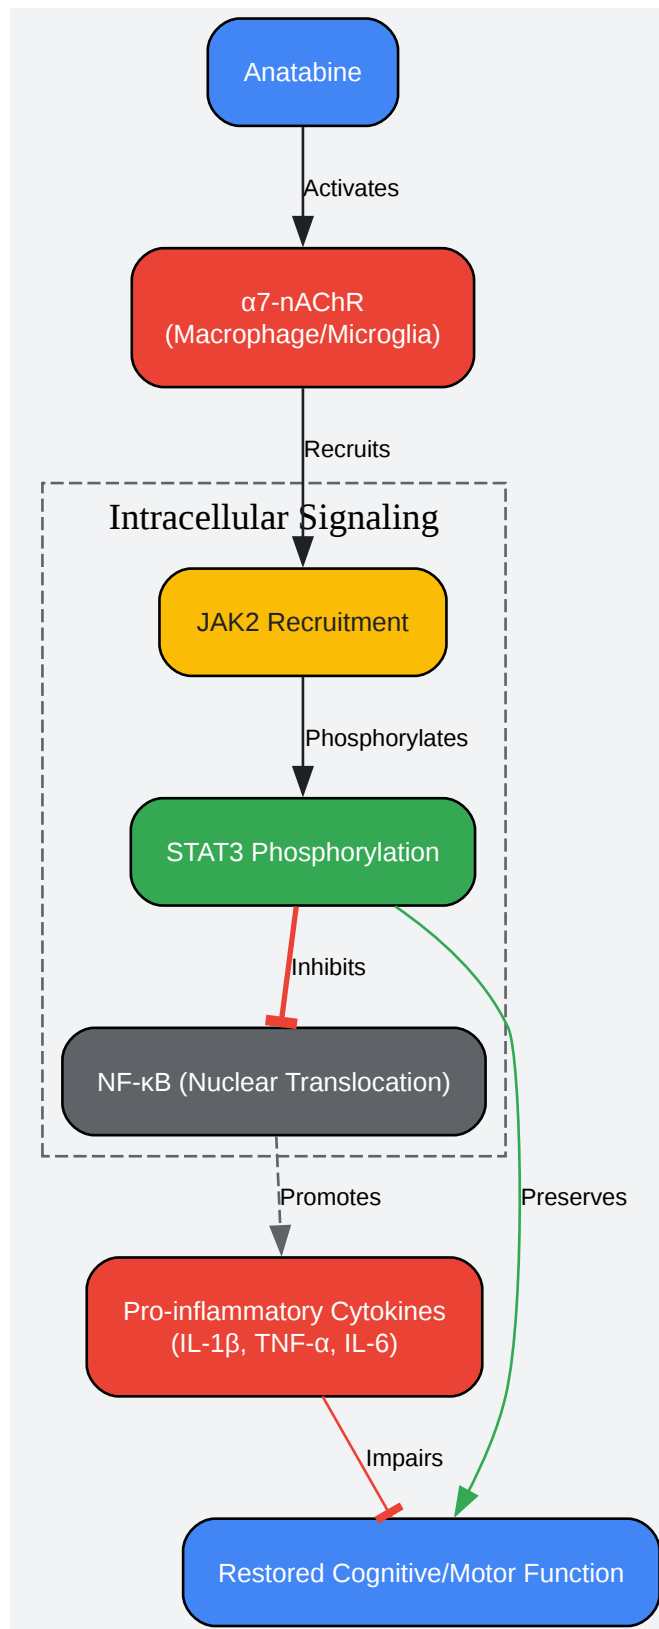 Anatabine
Activates
α7-nAChR
(Macrophage/Microglia)
Recruits
Intracellular Signaling
JAK2 Recruitment
Phosphorylates
STAT3 Phosphorylation
Inhibits
NF-κB (Nuclear Translocation)
Promotes
Preserves
Pro-inflammatory Cytokines
(IL-1β, TNF-α, IL-6)
Impairs
Restored Cognitive/Motor Function